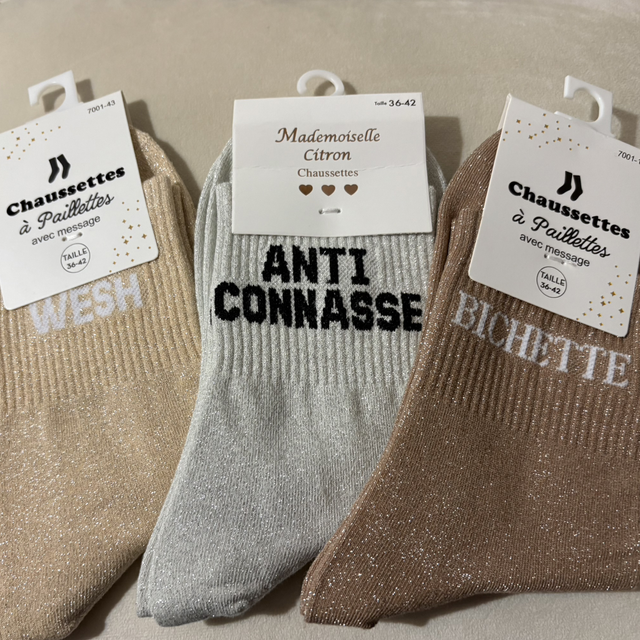 7001-43
Chaussettes
à Paillettes
avec message
TAILLE
36-42
WESH
Taille 36-42
Mademoiselle
Citron
Chaussettes
ANTI
CONNASSE
7001-
Chaussettes
à Paillettes
avec message
TAILLE
36-42
BICHETTE